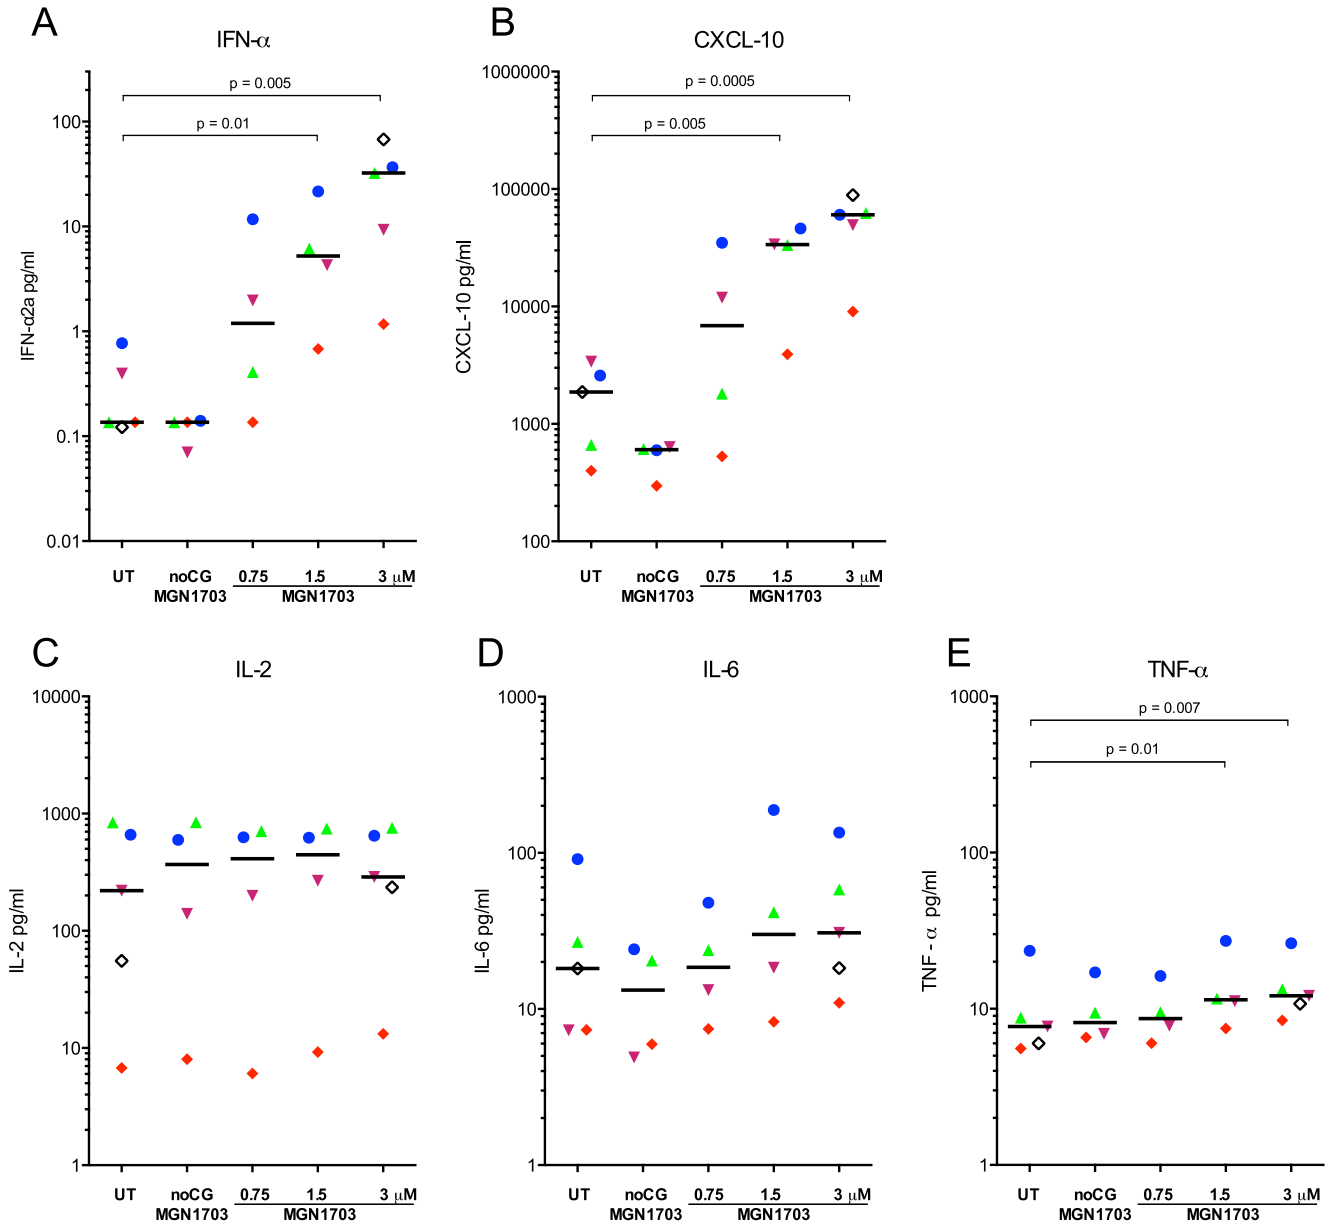 A
IFN-α
IFN-α2a pg/ml
100
10
1
0.1
0.01
p = 0.005
p = 0.01
UT noCG 0.75 1.5 3 μM
MGN1703 MGN1703
B
CXCL-10
CXCL-10 pg/ml
1000000
100000
10000
1000
100
p = 0.0005
p = 0.005
UT noCG 0.75 1.5 3 μM
MGN1703 MGN1703
C
IL-2
IL-2 pg/ml
10000
1000
100
10
1
UT noCG 0.75 1.5 3 μM
MGN1703 MGN1703
D
IL-6
IL-6 pg/ml
1000
100
10
1
UT noCG 0.75 1.5 3 μM
MGN1703 MGN1703
E
TNF-α
TNF - α pg/ml
1000
100
10
1
p = 0.007
p = 0.01
UT noCG 0.75 1.5 3 μM
MGN1703 MGN1703